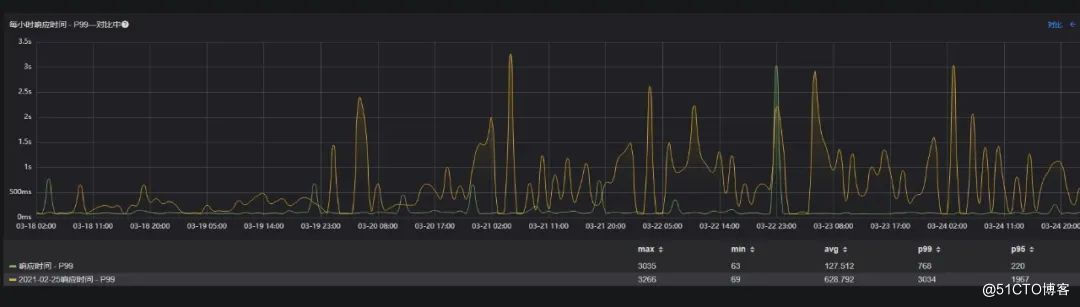 每小时响应时间 - P99—对比中
对比
3.5s
3s
2.5s
2s
1.5s
1s
500ms
0ms
03-18 02:00 03-18 11:00 03-18 20:00 03-19 05:00 03-19 14:00 03-19 23:00 03-20 08:00 03-20 17:00 03-21 02:00 03-21 11:00 03-21 20:00 03-22 05:00 03-22 14:00 03-22 23:00 03-23 08:00 03-23 17:00 03-24 02:00 03-24 11:00 03-24 20:00
max min avg p99 p95
响应时间 - P99 3035 63 127.512 768 220
2021-02-25响应时间 - P99 3266 69 628.792 3034 1967
@51CTO博客